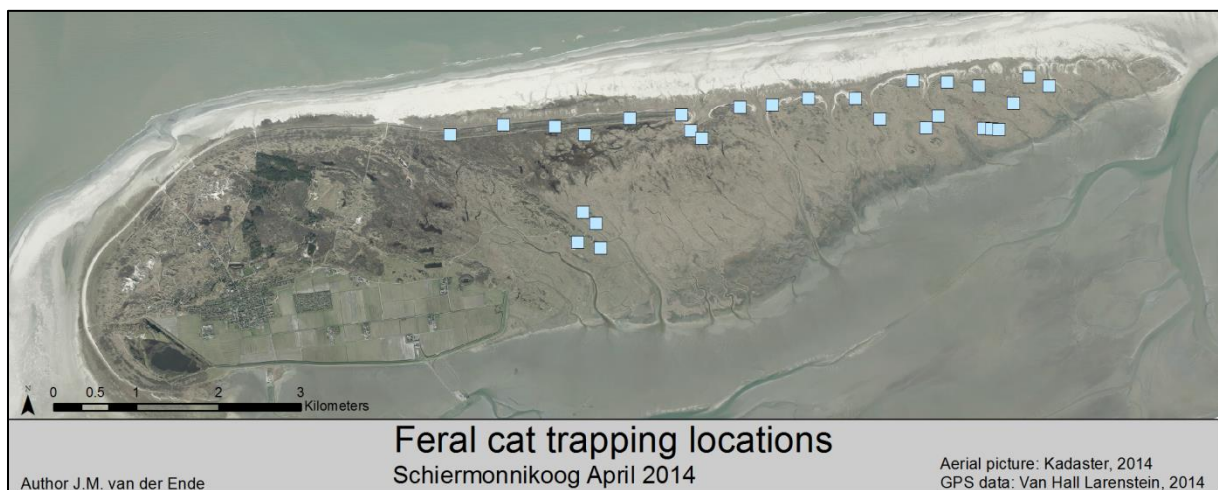 N
0 0.5 1 2 3
Kilometers
Feral cat trapping locations
Schiermonnikoog April 2014
Author J.M. van der Ende
Aerial picture: Kadaster, 2014
GPS data: Van Hall Larenstein, 2014